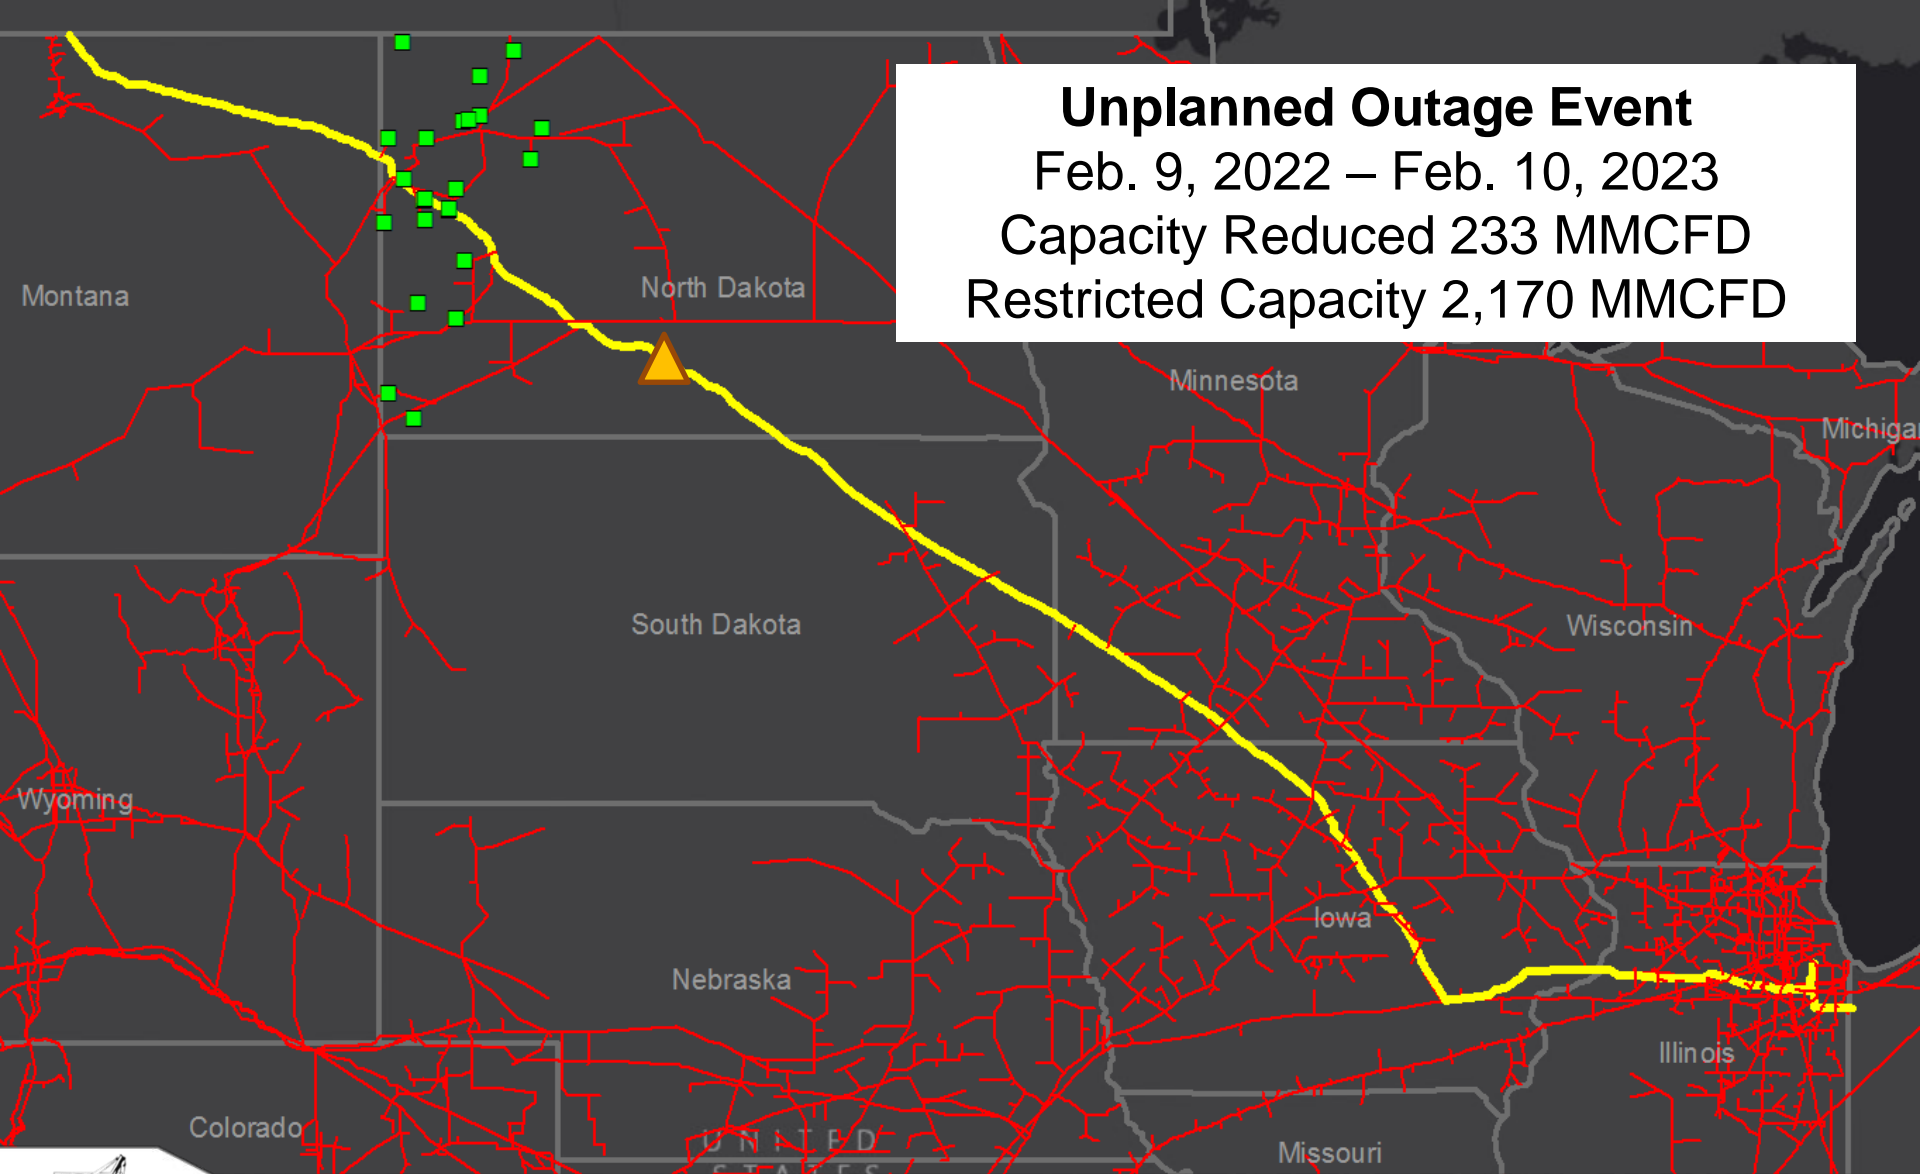 Unplanned Outage Event
Feb. 9, 2022 – Feb. 10, 2023
Capacity Reduced 233 MMCFD
Restricted Capacity 2,170 MMCFD
Montana
North Dakota
Minnesota
Michigan
South Dakota
Wisconsin
Wyoming
Iowa
Nebraska
Illinois
Colorado
UNITED
STATES
Missouri